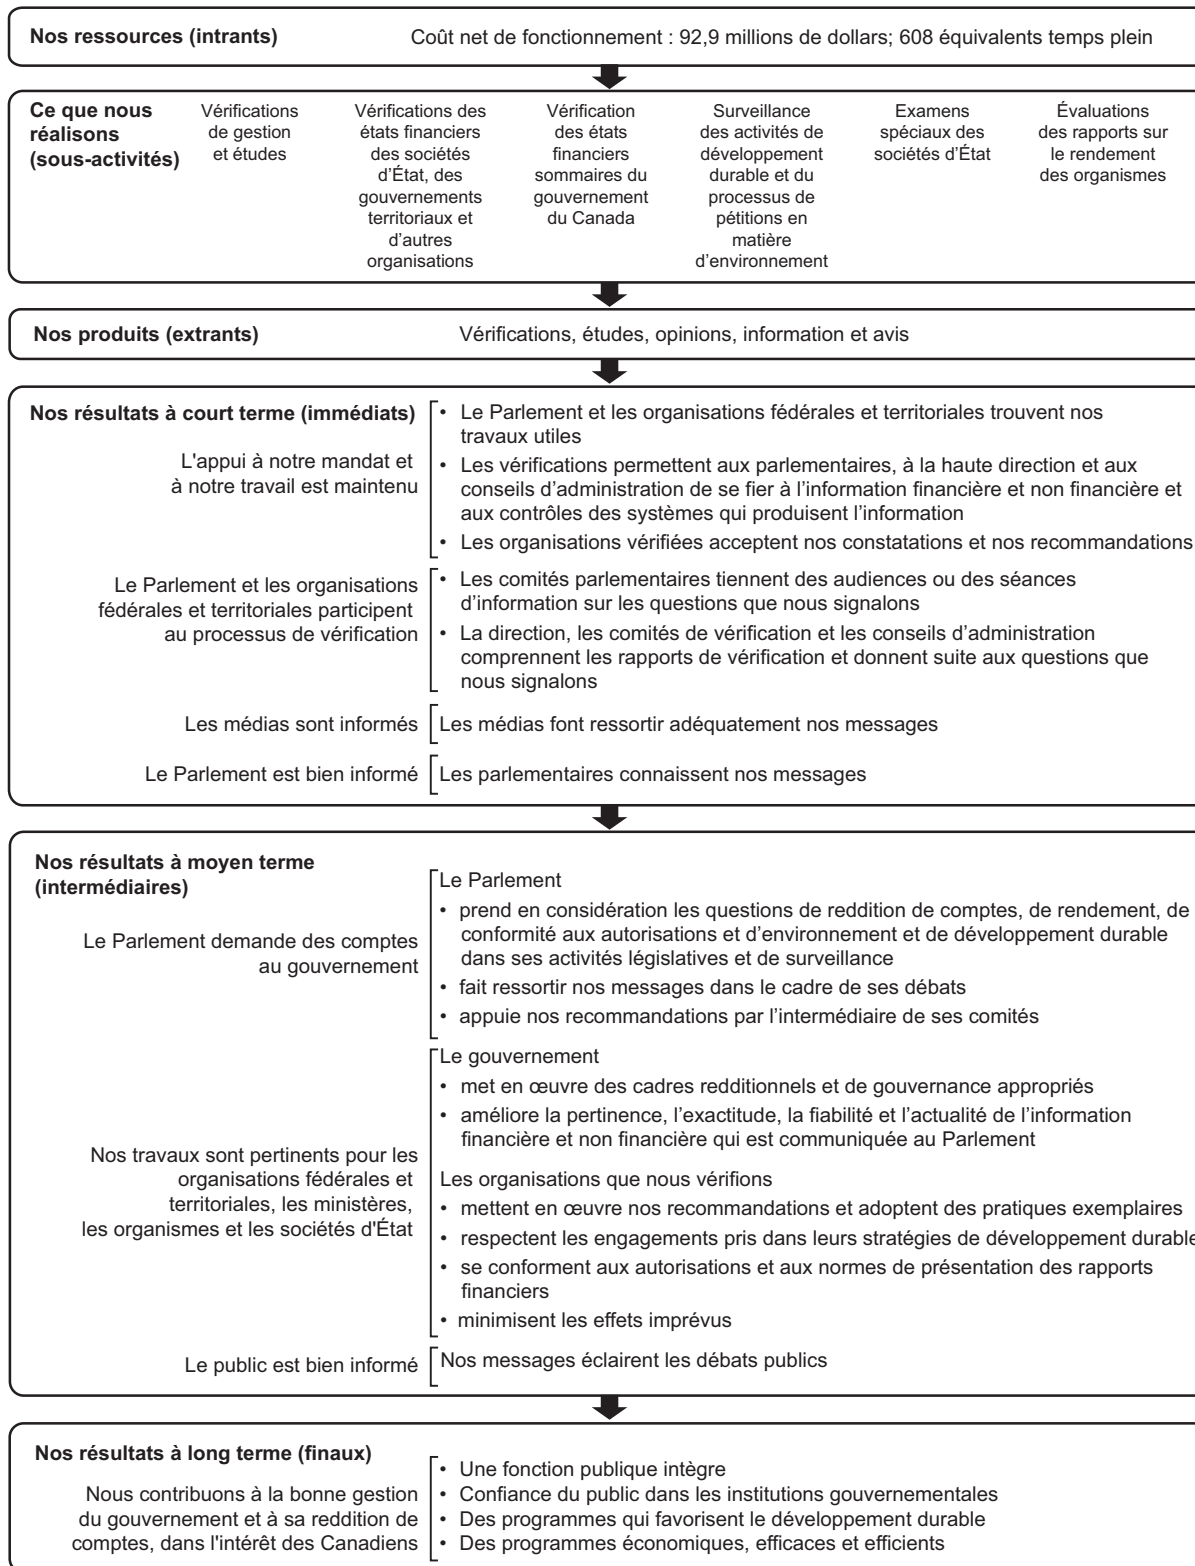 Nos ressources (intrants)
Coût net de fonctionnement : 92,9 millions de dollars; 608 équivalents temps plein
Ce que nous
réalisons
(sous-activités)
Vérifications
de gestion
et études
Vérifications des
états financiers
des sociétés
d’État, des
gouvernements
territoriaux et
d’autres
organisations
Vérification
des états
financiers
sommaires du
gouvernement
du Canada
Surveillance
des activités de
développement
durable et du
processus de
pétitions en
matière
d’environnement
Examens
spéciaux des
sociétés d’État
Évaluations
des rapports sur
le rendement
des organismes
Nos produits (extrants)
Vérifications, études, opinions, information et avis
Nos résultats à court terme (immédiats)
L'appui à notre mandat et
à notre travail est maintenu
• Le Parlement et les organisations fédérales et territoriales trouvent nos
travaux utiles
• Les vérifications permettent aux parlementaires, à la haute direction et aux
conseils d’administration de se fier à l’information financière et non financière et
aux contrôles des systèmes qui produisent l’information
• Les organisations vérifiées acceptent nos constatations et nos recommandations
Le Parlement et les organisations
fédérales et territoriales participent
au processus de vérification
• Les comités parlementaires tiennent des audiences ou des séances
d’information sur les questions que nous signalons
• La direction, les comités de vérification et les conseils d’administration
comprennent les rapports de vérification et donnent suite aux questions que
nous signalons
Les médias sont informés
Les médias font ressortir adéquatement nos messages
Le Parlement est bien informé
Les parlementaires connaissent nos messages
Nos résultats à moyen terme
(intermédiaires)
Le Parlement demande des comptes
au gouvernement
Le Parlement
• prend en considération les questions de reddition de comptes, de rendement, de
conformité aux autorisations et d’environnement et de développement durable
dans ses activités législatives et de surveillance
• fait ressortir nos messages dans le cadre de ses débats
• appuie nos recommandations par l’intermédiaire de ses comités
Nos travaux sont pertinents pour les
organisations fédérales et
territoriales, les ministères,
les organismes et les sociétés d'État
Le gouvernement
• met en œuvre des cadres redditionnels et de gouvernance appropriés
• améliore la pertinence, l’exactitude, la fiabilité et l’actualité de l’information
financière et non financière qui est communiquée au Parlement
Les organisations que nous vérifions
• mettent en œuvre nos recommandations et adoptent des pratiques exemplaires
• respectent les engagements pris dans leurs stratégies de développement durable
• se conforment aux autorisations et aux normes de présentation des rapports
financiers
• minimisent les effets imprévus
Le public est bien informé
Nos messages éclairent les débats publics
Nos résultats à long terme (finaux)
Nous contribuons à la bonne gestion
du gouvernement et à sa reddition de
comptes, dans l'intérêt des Canadiens
• Une fonction publique intègre
• Confiance du public dans les institutions gouvernementales
• Des programmes qui favorisent le développement durable
• Des programmes économiques, efficaces et efficients